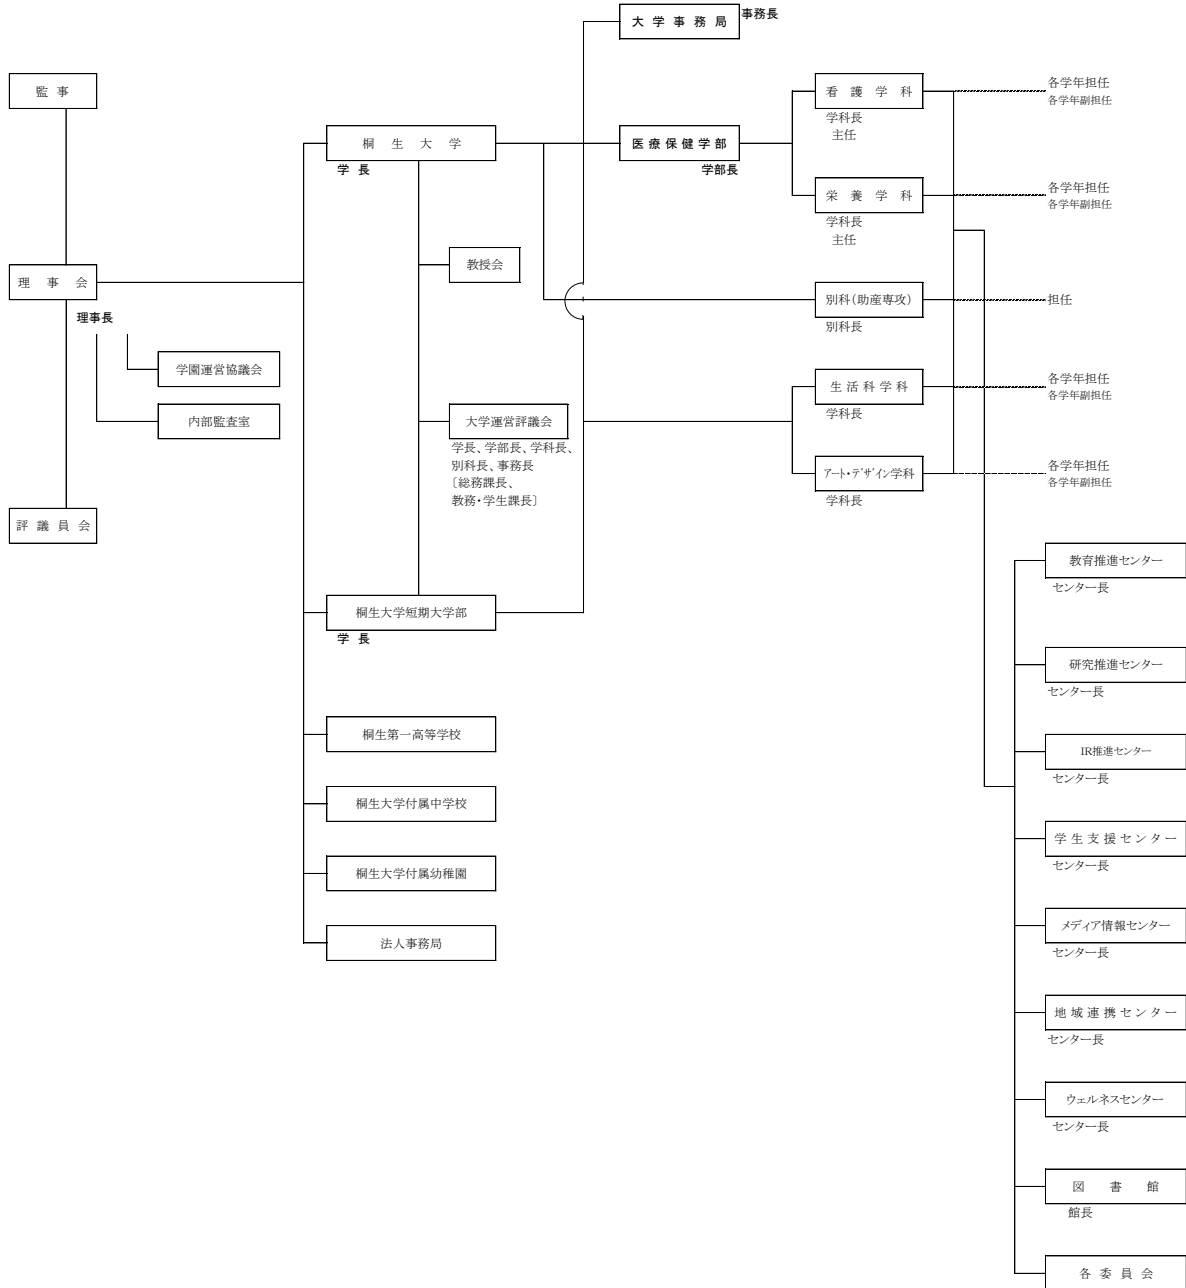 大学事務局
事務長
監事
看護学科
各学年担任
各学年副担任
学科長
主任
桐生大学
学長
医療保健学部
学部長
栄養学科
各学年担任
各学年副担任
学科長
主任
教授会
理事会
理事長
別科(助産専攻)
担任
別科長
学園運営協議会
生活科学科
各学年担任
各学年副担任
学科長
内部監査室
大学運営評議会
学長、学部長、学科長、
別科長、事務長
〔総務課長、
教務・学生課長〕
アート・デザイン学科
各学年担任
各学年副担任
学科長
評議員会
教育推進センター
センター長
桐生大学短期大学部
学長
研究推進センター
センター長
桐生第一高等学校
IR推進センター
センター長
桐生大学付属中学校
学生支援センター
センター長
桐生大学付属幼稚園
メディア情報センター
センター長
法人事務局
地域連携センター
センター長
ウェルネスセンター
センター長
図書館
館長
各委員会